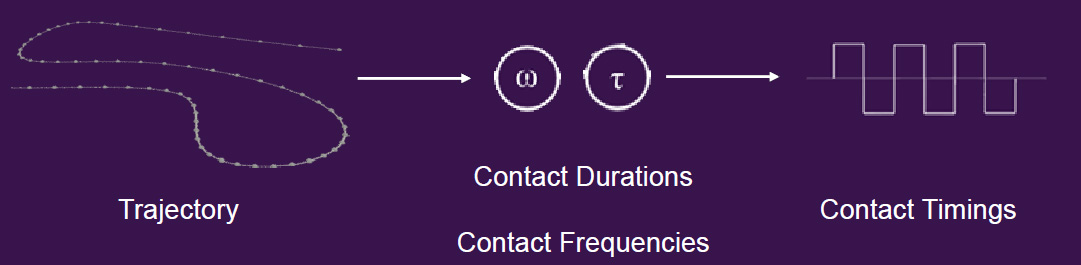 ω τ
Contact Durations
Trajectory
Contact Timings
Contact Frequencies